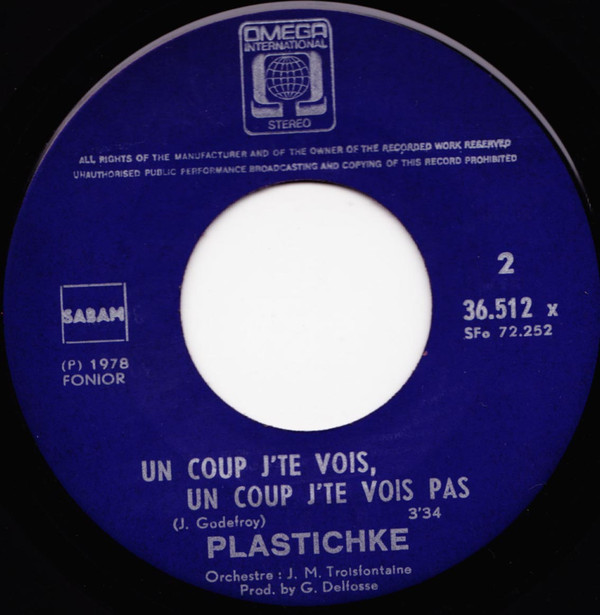 OMEGA
INTERNATIONAL
STEREO
ALL RIGHTS OF THE MANUFACTURER AND OF THE OWNER OF THE RECORDED WORK RESERVED
UNAUTHORISED PUBLIC PERFORMANCE BROADCASTING AND COPYING OF THIS RECORD PROHIBITED
2
SABAM
36.512 x
SFo 72.252
(P) 1978
FONIOR
UN COUP J'TE VOIS,
UN COUP J'TE VOIS PAS
(J. Godefroy) 3'34
PLASTICHKE
Orchestre : J. M. Troisfontaine
Prod. by G. Delfosse